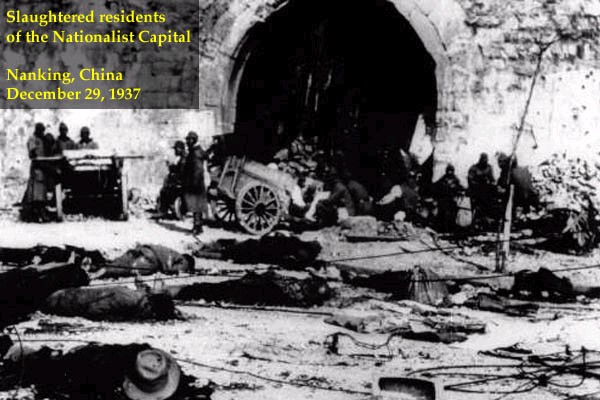 Slaughtered residents
of the Nationalist Capital
Nanking, China
December 29, 1937